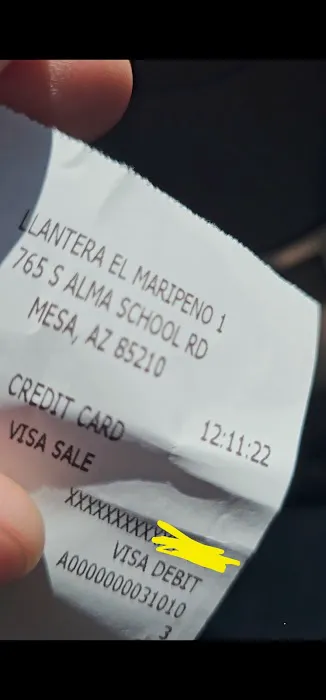 LLANTERA EL MARIPENO 1
765 S ALMA SCHOOL RD
MESA, AZ 85210
12:11:22
CREDIT CARD
VISA SALE
XXXXXXXXXX
VISA DEBIT
A0000000031010
3